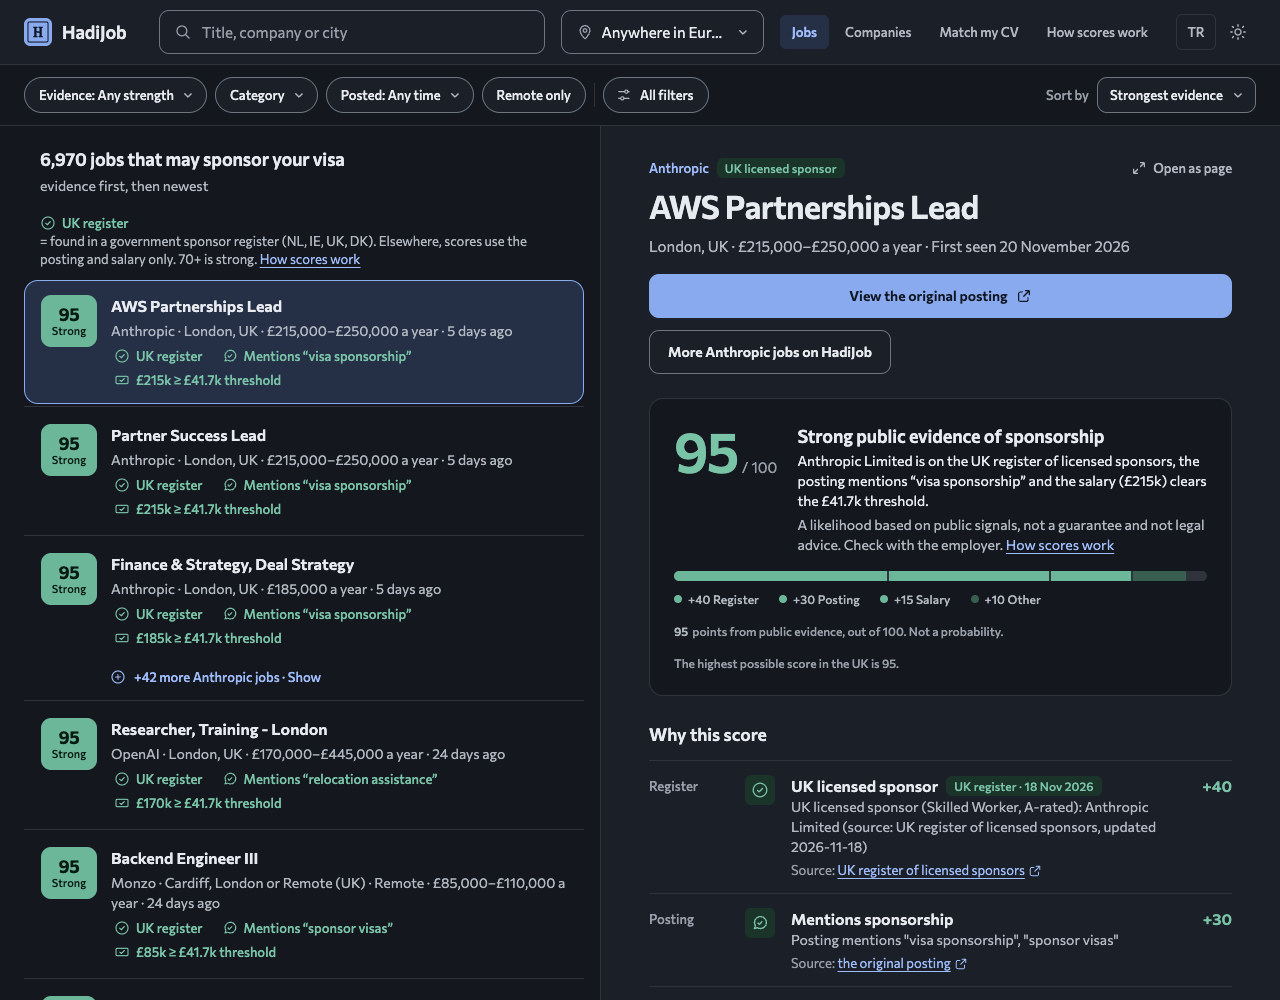 H HadiJob
Title, company or city
Anywhere in Eur...
Jobs
Companies
Match my CV
How scores work
TR
Evidence: Any strength
Category
Posted: Any time
Remote only
All filters
Sort by
Strongest evidence
6,970 jobs that may sponsor your visa
evidence first, then newest
UK register
= found in a government sponsor register (NL, IE, UK, DK). Elsewhere, scores use the
posting and salary only. 70+ is strong. How scores work
95
Strong
AWS Partnerships Lead
Anthropic · London, UK · £215,000–£250,000 a year · 5 days ago
UK register
Mentions “visa sponsorship”
£215k ≥ £41.7k threshold
95
Strong
Partner Success Lead
Anthropic · London, UK · £215,000–£250,000 a year · 5 days ago
UK register
Mentions “visa sponsorship”
£215k ≥ £41.7k threshold
95
Strong
Finance & Strategy, Deal Strategy
Anthropic · London, UK · £185,000 a year · 5 days ago
UK register
Mentions “visa sponsorship”
£185k ≥ £41.7k threshold
+42 more Anthropic jobs · Show
95
Strong
Researcher, Training - London
OpenAI · London, UK · £170,000–£445,000 a year · 24 days ago
UK register
Mentions “relocation assistance”
£170k ≥ £41.7k threshold
95
Strong
Backend Engineer III
Monzo · Cardiff, London or Remote (UK) · Remote · £85,000–£110,000 a
year · 24 days ago
UK register
Mentions “sponsor visas”
£85k ≥ £41.7k threshold
Anthropic
UK licensed sponsor
Open as page
AWS Partnerships Lead
London, UK · £215,000–£250,000 a year · First seen 20 November 2026
View the original posting
More Anthropic jobs on HadiJob
95 / 100
Strong public evidence of sponsorship
Anthropic Limited is on the UK register of licensed sponsors, the
posting mentions “visa sponsorship” and the salary (£215k) clears
the £41.7k threshold.
A likelihood based on public signals, not a guarantee and not legal
advice. Check with the employer. How scores work
+40 Register
+30 Posting
+15 Salary
+10 Other
95 points from public evidence, out of 100. Not a probability.
The highest possible score in the UK is 95.
Why this score
Register
UK licensed sponsor
UK register · 18 Nov 2026
+40
UK licensed sponsor (Skilled Worker, A-rated): Anthropic
Limited (source: UK register of licensed sponsors, updated
2026-11-18)
Source: UK register of licensed sponsors
Posting
Mentions sponsorship
+30
Posting mentions "visa sponsorship", "sponsor visas"
Source: the original posting